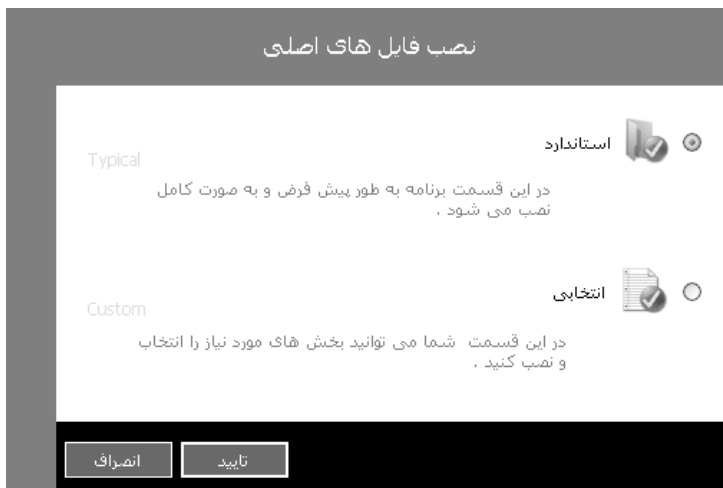 نصب فایل های اصلی
استاندارد
Typical
در این قسمت برنامه به طور پیش فرض و به صورت کامل
نصب می شود .
انتخابی
Custom
در این قسمت شما می توانید بخش های مورد نیاز را انتخاب
و نصب کنید .
تایید
انصراف